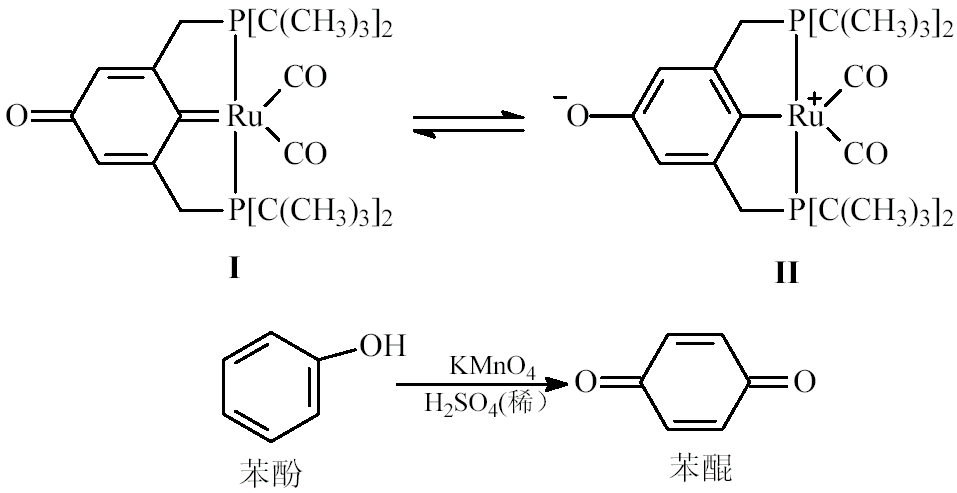 P[C(CH₃)₃]₂
P[C(CH₃)₃]₂
CO
CO
O
Ru
−
O
Ru
+
CO
CO
P[C(CH₃)₃]₂
P[C(CH₃)₃]₂
I
II
OH
KMnO₄
O
O
H₂SO₄(稀)
苯酚
苯醌